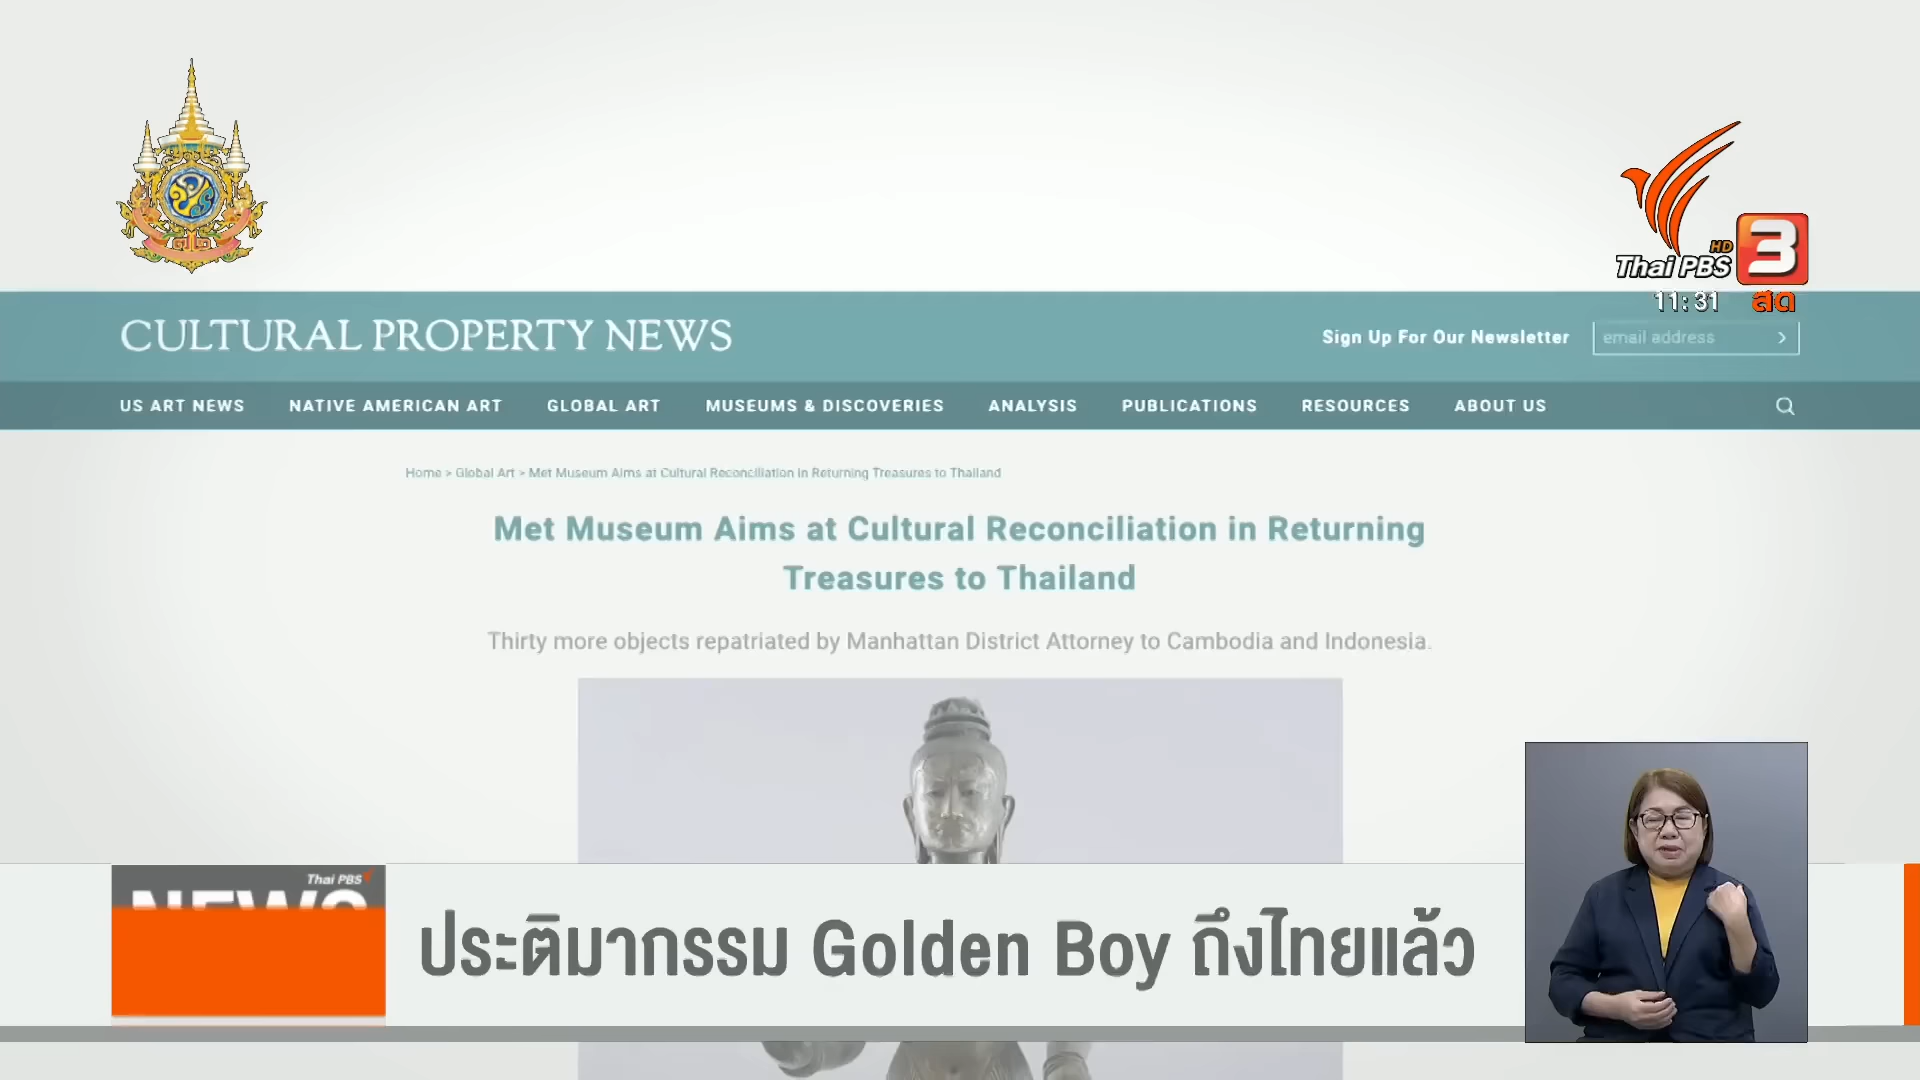 HD
Thai PBS 3
11:31 สด
CULTURAL PROPERTY NEWS
Sign Up For Our Newsletter
email address
US ART NEWS NATIVE AMERICAN ART GLOBAL ART MUSEUMS & DISCOVERIES ANALYSIS PUBLICATIONS RESOURCES ABOUT US
Home > Global Art > Met Museum Aims at Cultural Reconciliation in Returning Treasures to Thailand
Met Museum Aims at Cultural Reconciliation in Returning
Treasures to Thailand
Thirty more objects repatriated by Manhattan District Attorney to Cambodia and Indonesia.
Thai PBS
NEWS
ประติมากรรม Golden Boy ถึงไทยแล้ว